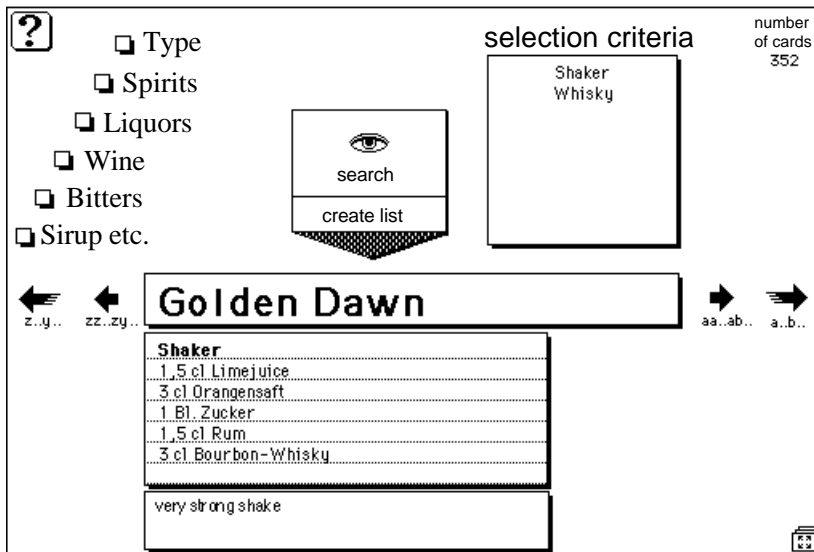 ?
Type
Spirits
Liquors
Wine
Bitters
Sirup etc.
search
create list
selection criteria
Shaker
Whisky
number
of cards
352
z..y..
zz..zy..
Golden Dawn
aa..ab..
a..b..
Shaker
1,5 cl Limejuice
3 cl Orangensaft
1 Bl. Zucker
1,5 cl Rum
3 cl Bourbon-Whisky
very strong shake